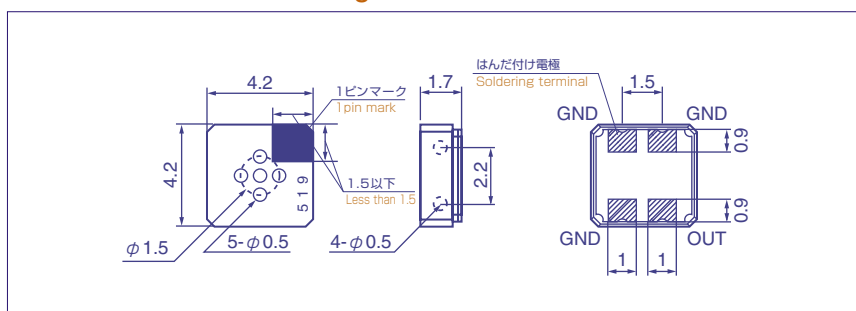 4.2
1ピンマーク
1pin mark
4.2
1.5以下
Less than 1.5
5 1 9
φ1.5
5-φ0.5
1.7
2.2
4-φ0.5
はんだ付け電極
Soldering terminal
1.5
GND
GND
0.9
0.9
GND
OUT
1
1